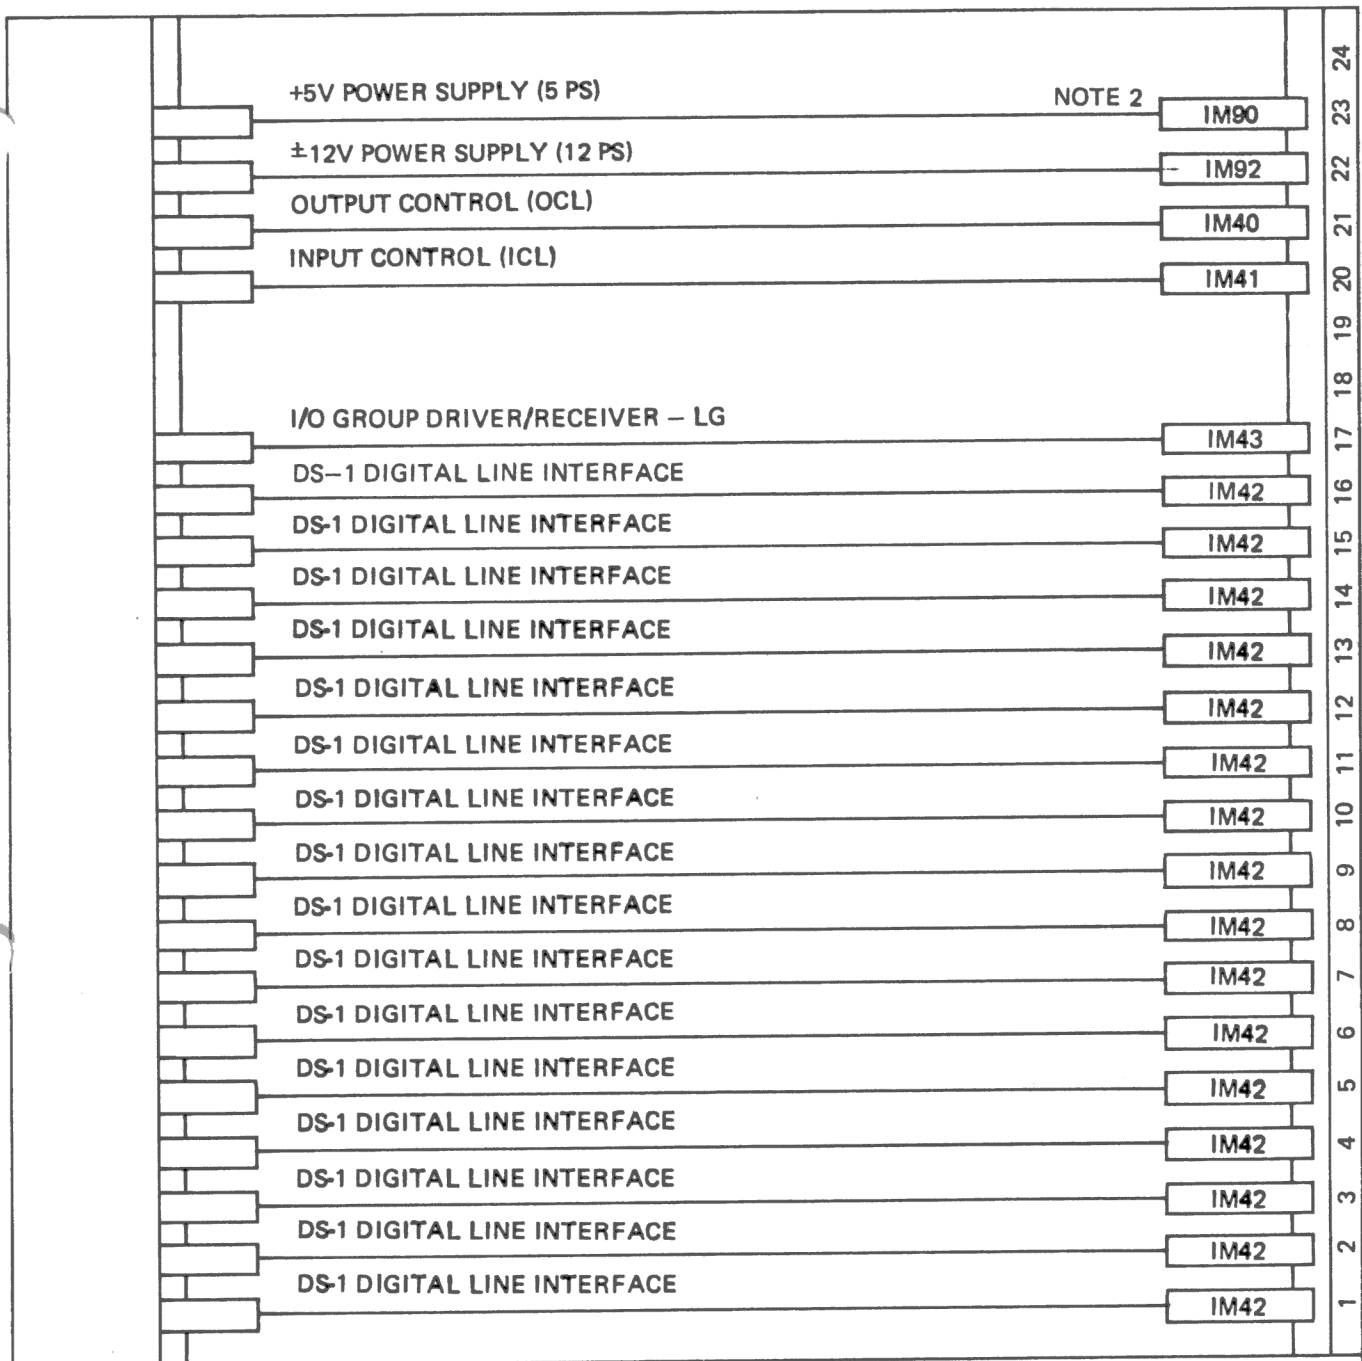 24
+5V POWER SUPPLY (5 PS) NOTE 2 IM90 23
±12V POWER SUPPLY (12 PS) IM92 22
OUTPUT CONTROL (OCL) IM40 21
INPUT CONTROL (ICL) IM41 20
19
18
I/O GROUP DRIVER/RECEIVER – LG IM43 17
DS–1 DIGITAL LINE INTERFACE IM42 16
DS-1 DIGITAL LINE INTERFACE IM42 15
DS-1 DIGITAL LINE INTERFACE IM42 14
DS-1 DIGITAL LINE INTERFACE IM42 13
DS-1 DIGITAL LINE INTERFACE IM42 12
DS-1 DIGITAL LINE INTERFACE IM42 11
DS-1 DIGITAL LINE INTERFACE IM42 10
DS-1 DIGITAL LINE INTERFACE IM42 9
DS-1 DIGITAL LINE INTERFACE IM42 8
DS-1 DIGITAL LINE INTERFACE IM42 7
DS-1 DIGITAL LINE INTERFACE IM42 6
DS-1 DIGITAL LINE INTERFACE IM42 5
DS-1 DIGITAL LINE INTERFACE IM42 4
DS-1 DIGITAL LINE INTERFACE IM42 3
DS-1 DIGITAL LINE INTERFACE IM42 2
DS-1 DIGITAL LINE INTERFACE IM42 1